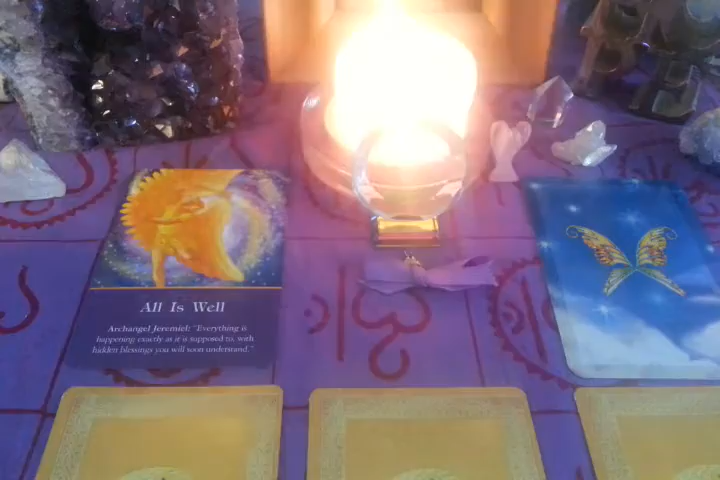 All Is Well
Archangel Jeremiel: "Everything is
happening exactly as it is supposed to, with
hidden blessings you will soon understand."